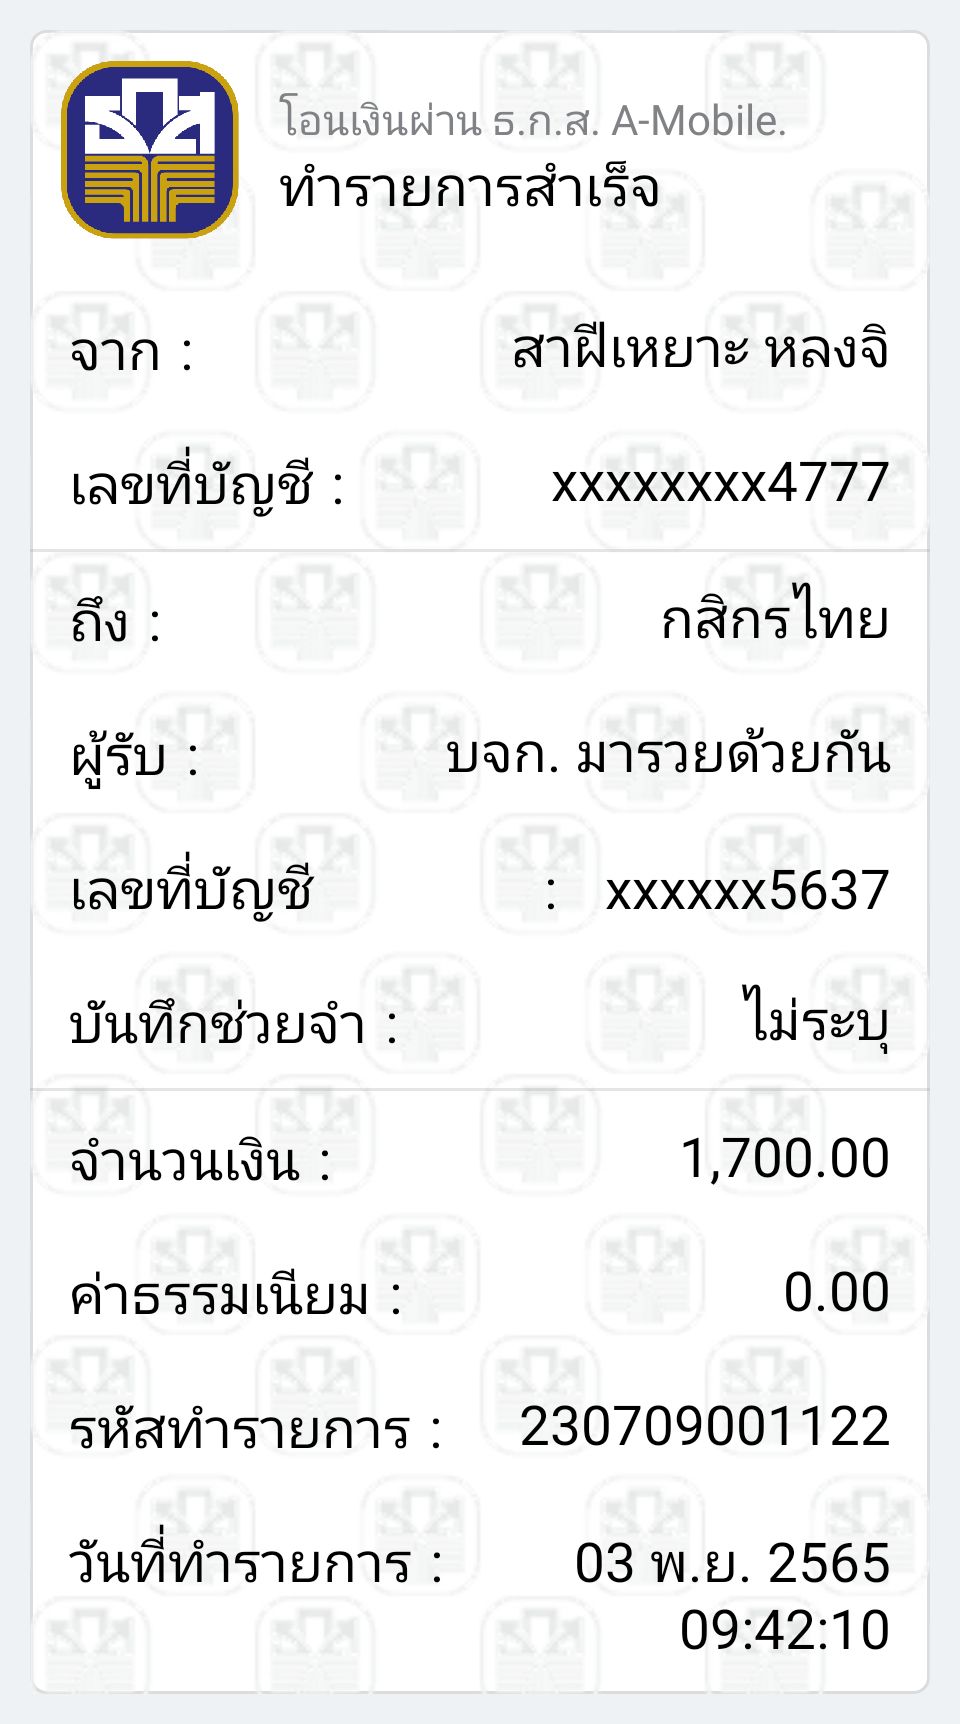 โอนเงินผ่าน ธ.ก.ส. A-Mobile.
ทำรายการสำเร็จ
จาก : สาฝีเหยาะ หลงจิ
เลขที่บัญชี : xxxxxxxx4777
ถึง : กสิกรไทย
ผู้รับ : บจก. มารวยด้วยกัน
เลขที่บัญชี : xxxxxx5637
บันทึกช่วยจำ : ไม่ระบุ
จำนวนเงิน : 1,700.00
ค่าธรรมเนียม : 0.00
รหัสทำรายการ : 230709001122
วันที่ทำรายการ : 03 พ.ย. 2565
09:42:10